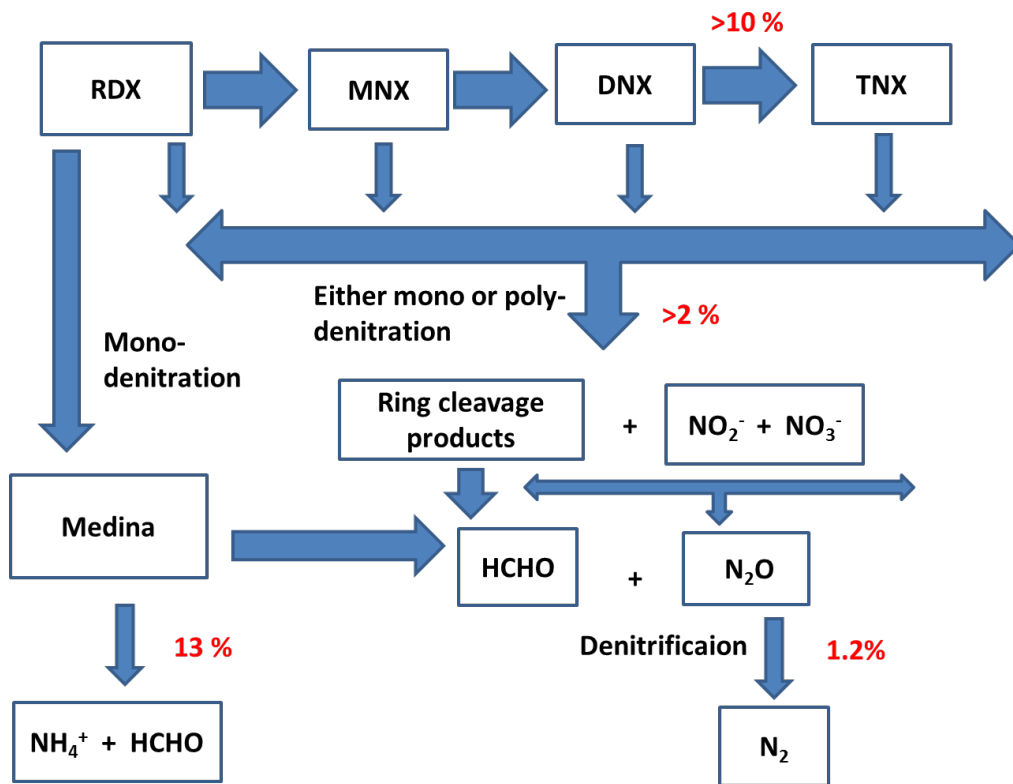 >10 %
RDX
MNX
DNX
TNX
Either mono or poly-
denitration
>2 %
Mono-
denitration
Ring cleavage
products
+
NO₂⁻ + NO₃⁻
Medina
HCHO
+
N₂O
13 %
Denitrificaion
1.2%
NH₄⁺ + HCHO
N₂